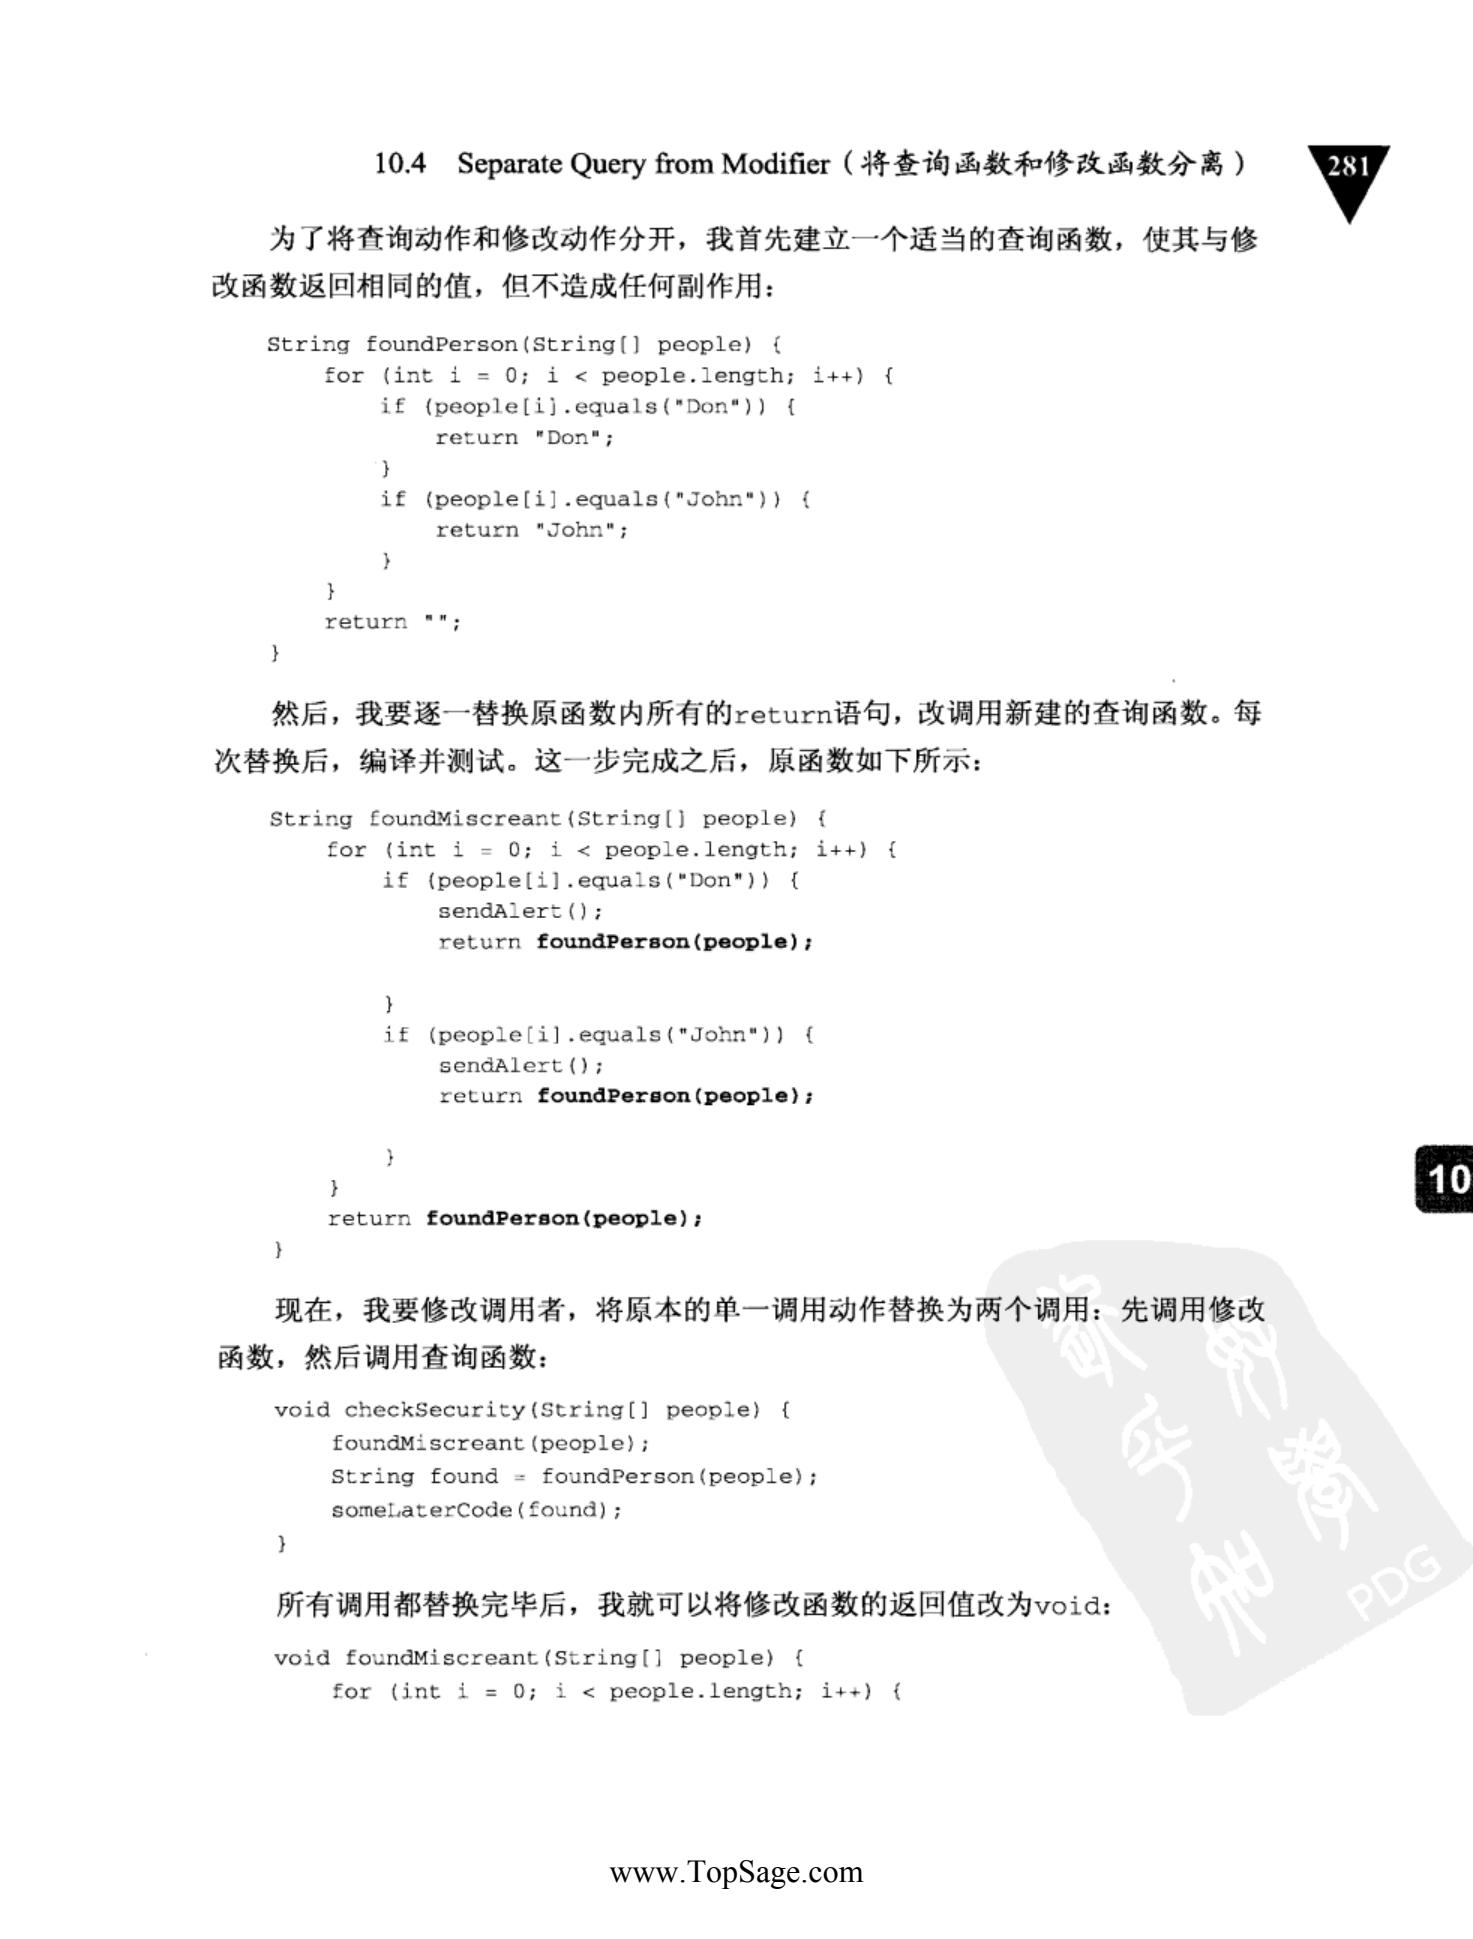 10.4 Separate Query from Modifier（将查询函数和修改函数分离）
281
为了将查询动作和修改动作分开，我首先建立一个适当的查询函数，使其与修
改函数返回相同的值，但不造成任何副作用：
String foundPerson(String[] people) {
    for (int i = 0; i < people.length; i++) {
        if (people[i].equals("Don")) {
            return "Don";
        }
        if (people[i].equals("John")) {
            return "John";
        }
    }
    return "";
}
然后，我要逐一替换原函数内所有的return语句，改调用新建的查询函数。每
次替换后，编译并测试。这一步完成之后，原函数如下所示：
String foundMiscreant(String[] people) {
    for (int i = 0; i < people.length; i++) {
        if (people[i].equals("Don")) {
            sendAlert();
            return foundPerson(people);
        }
        if (people[i].equals("John")) {
            sendAlert();
            return foundPerson(people);
        }
    }
    return foundPerson(people);
}
10
现在，我要修改调用者，将原本的单一调用动作替换为两个调用：先调用修改
函数，然后调用查询函数：
void checkSecurity(String[] people) {
    foundMiscreant(people);
    String found = foundPerson(people);
    someLaterCode(found);
}
所有调用都替换完毕后，我就可以将修改函数的返回值改为void：
void foundMiscreant(String[] people) {
    for (int i = 0; i < people.length; i++) {
PDG
www.TopSage.com